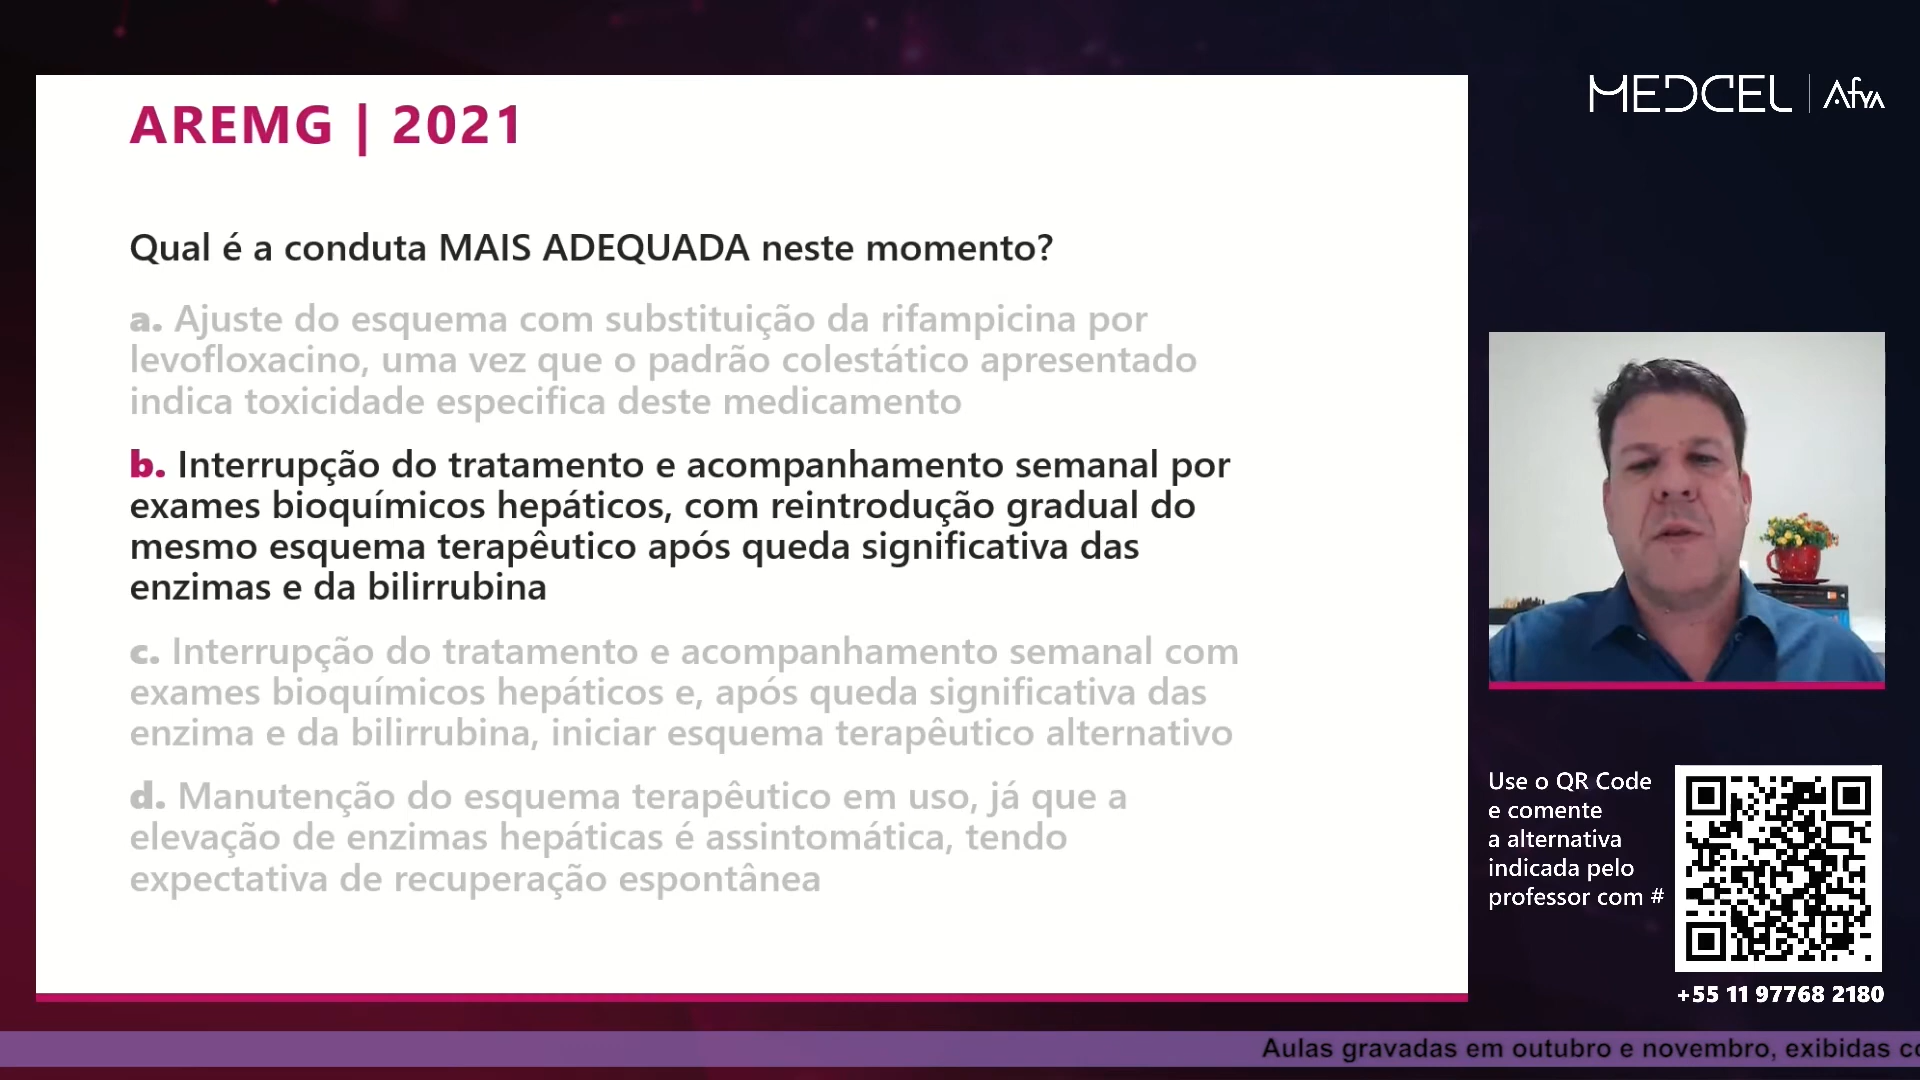 AREMG | 2021
Qual é a conduta MAIS ADEQUADA neste momento?
a. Ajuste do esquema com substituição da rifampicina por
levofloxacino, uma vez que o padrão colestático apresentado
indica toxicidade especifica deste medicamento
b. Interrupção do tratamento e acompanhamento semanal por
exames bioquímicos hepáticos, com reintrodução gradual do
mesmo esquema terapêutico após queda significativa das
enzimas e da bilirrubina
c. Interrupção do tratamento e acompanhamento semanal com
exames bioquímicos hepáticos e, após queda significativa das
enzima e da bilirrubina, iniciar esquema terapêutico alternativo
d. Manutenção do esquema terapêutico em uso, já que a
elevação de enzimas hepáticas é assintomática, tendo
expectativa de recuperação espontânea
MEDCEL | Afya
Use o QR Code
e comente
a alternativa
indicada pelo
professor com #
+55 11 97768 2180
Aulas gravadas em outubro e novembro, exibidas